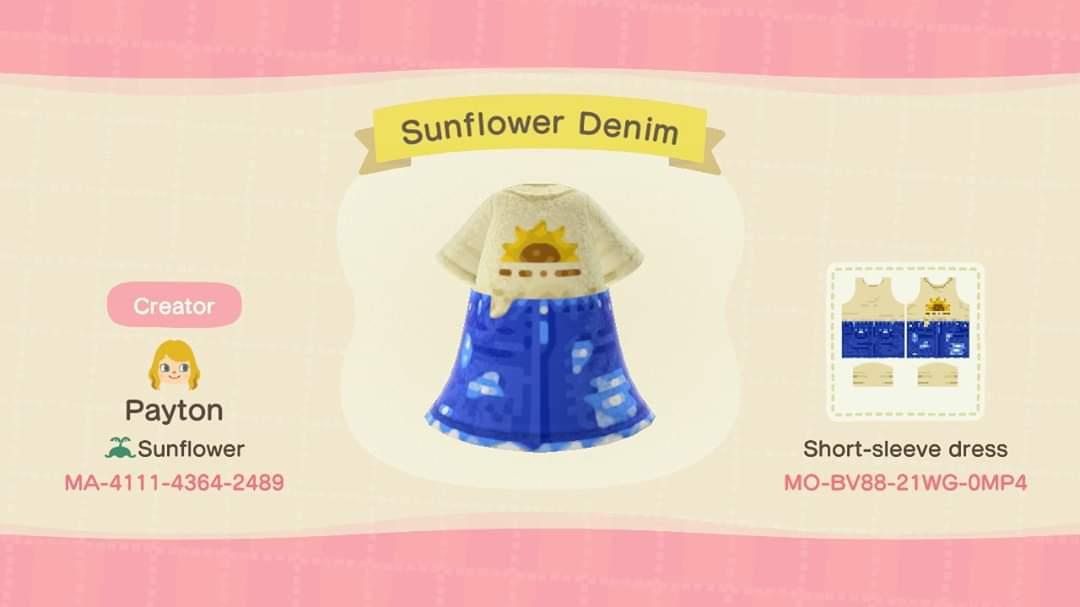 Sunflower Denim
Creator
Payton
Sunflower
MA-4111-4364-2489
Short-sleeve dress
MO-BV88-21WG-0MP4